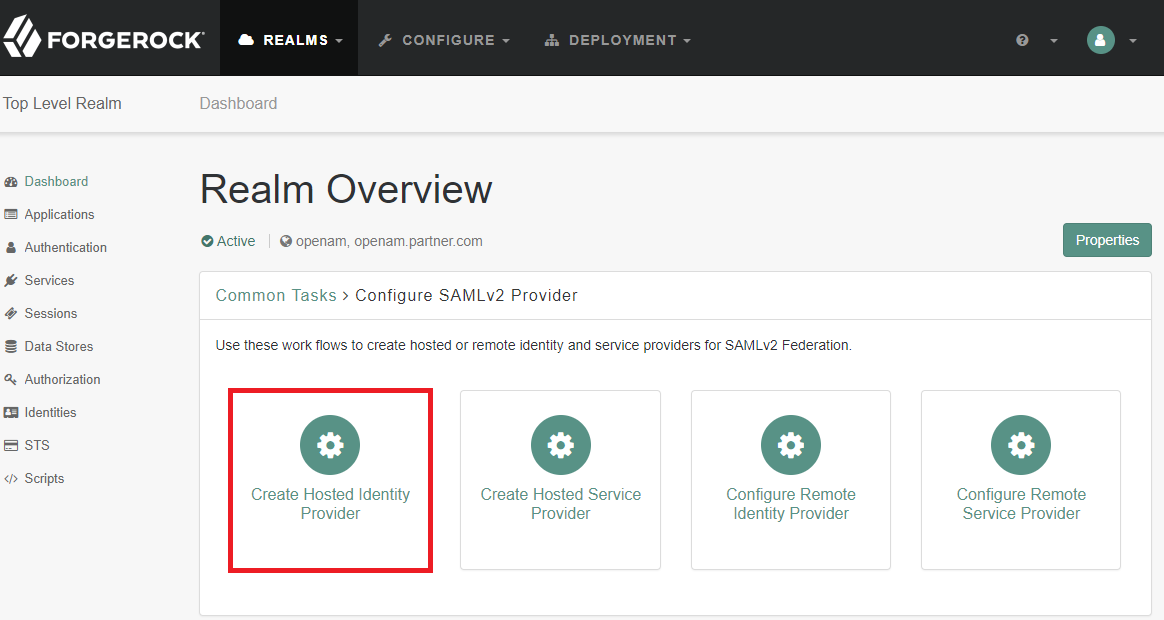 FORGEROCK
REALMS
CONFIGURE
DEPLOYMENT
Top Level Realm
Dashboard
Dashboard
Applications
Authentication
Services
Sessions
Data Stores
Authorization
Identities
STS
Scripts
Realm Overview
Active
openam, openam.partner.com
Properties
Common Tasks > Configure SAMLv2 Provider
Use these work flows to create hosted or remote identity and service providers for SAMLv2 Federation.
Create Hosted Identity
Provider
Create Hosted Service
Provider
Configure Remote
Identity Provider
Configure Remote
Service Provider